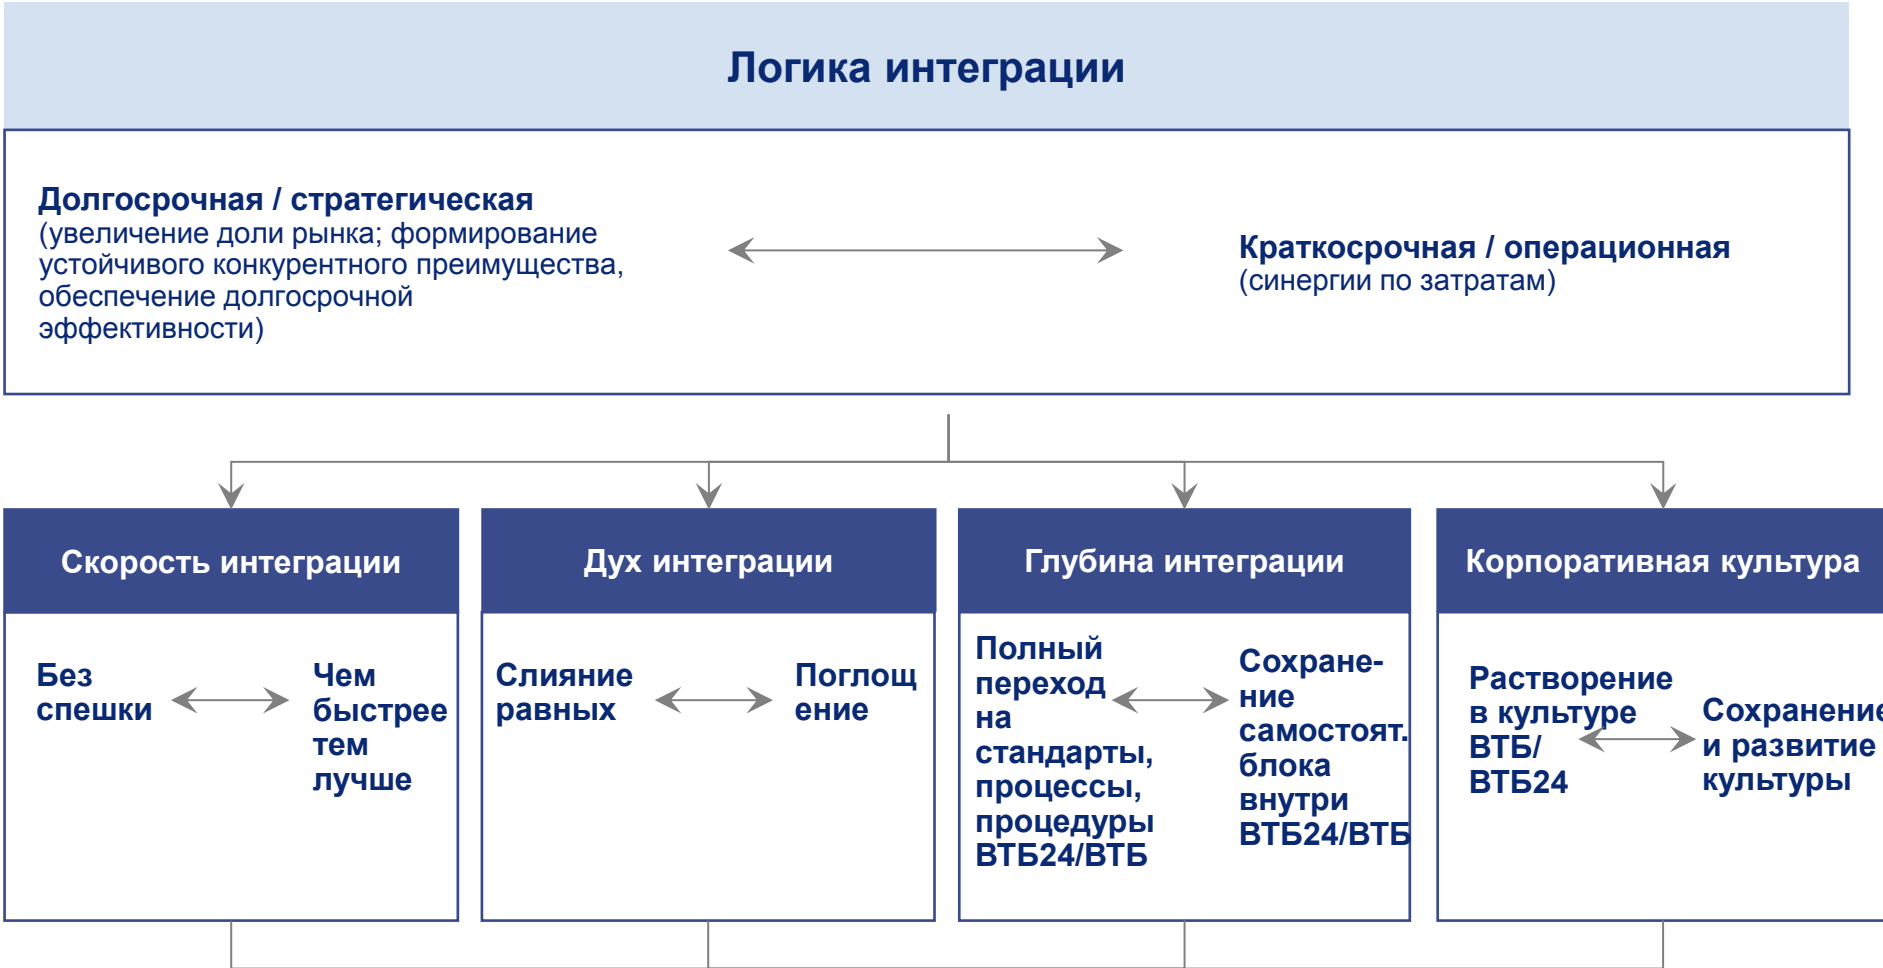 Логика интеграции
Долгосрочная / стратегическая
(увеличение доли рынка; формирование
устойчивого конкурентного преимущества,
обеспечение долгосрочной
эффективности)
Краткосрочная / операционная
(синергии по затратам)
Скорость интеграции
Без
спешки
Чем
быстрее
тем
лучше
Дух интеграции
Слияние
равных
Поглощ
ение
Глубина интеграции
Полный
переход
на
стандарты,
процессы,
процедуры
ВТБ24/ВТБ
Сохране-
ние
самостоят.
блока
внутри
ВТБ24/ВТБ
Корпоративная культура
Растворение
в культуре
ВТБ/
ВТБ24
Сохранение
и развитие
культуры